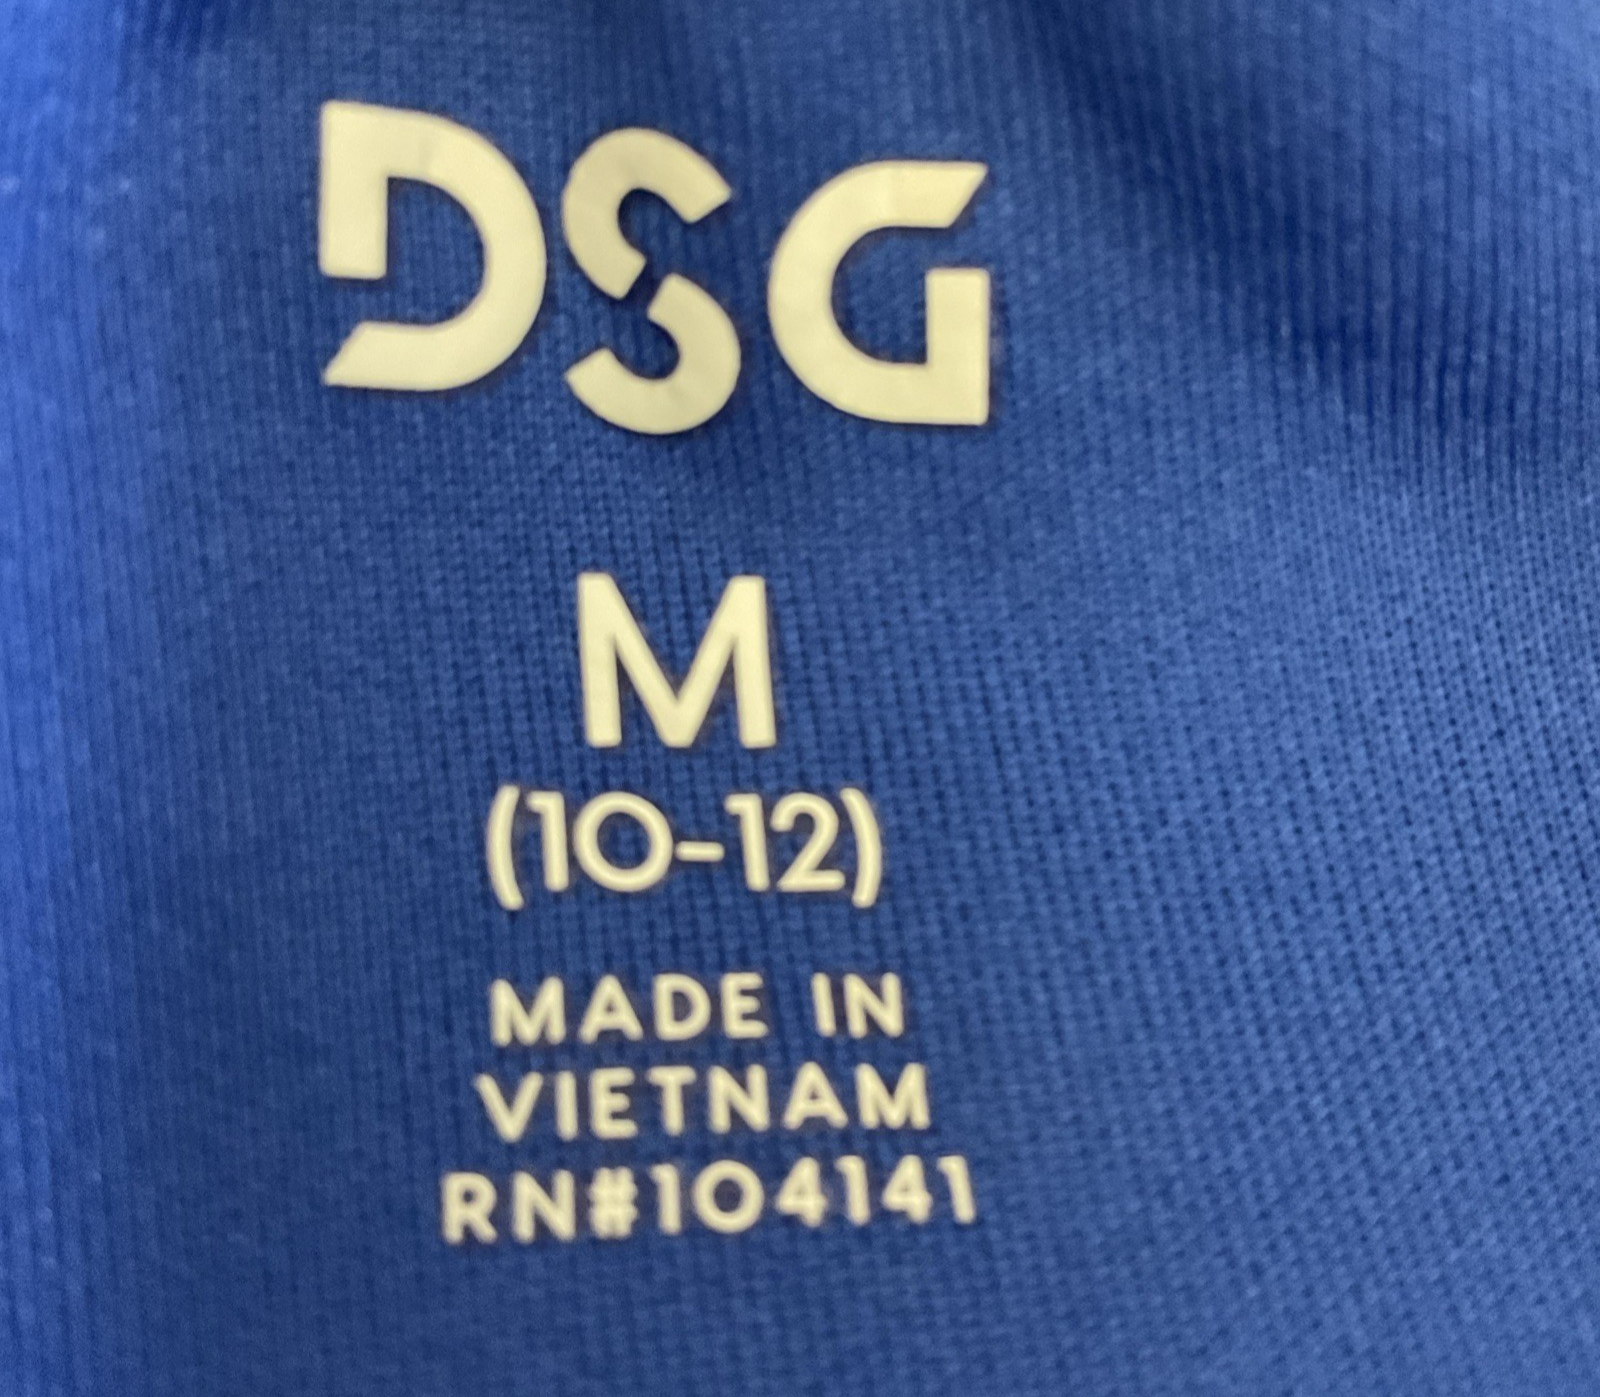 DSG
M
(10-12)
MADE IN
VIETNAM
RN#104141